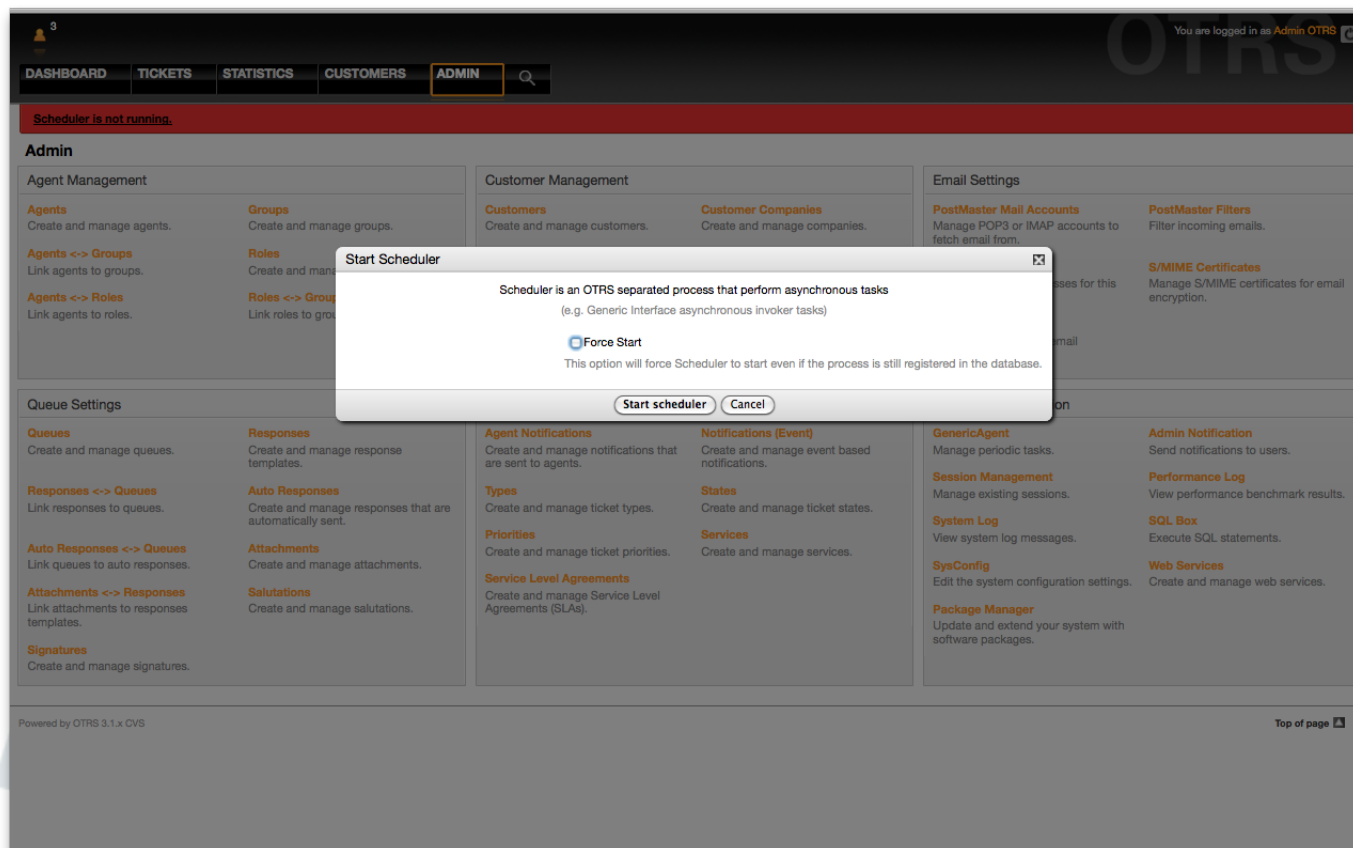 3
You are logged in as Admin OTRS
OTRS
DASHBOARD TICKETS STATISTICS CUSTOMERS ADMIN
Scheduler is not running.
Admin
Agent Management
Agents
Create and manage agents.
Groups
Create and manage groups.
Agents <-> Groups
Link agents to groups.
Roles
Create and mana
Agents <-> Roles
Link agents to roles.
Roles <-> Group
Link roles to grou
Customer Management
Customers
Create and manage customers.
Customer Companies
Create and manage companies.
Email Settings
PostMaster Mail Accounts
Manage POP3 or IMAP accounts to
fetch email from.
PostMaster Filters
Filter incoming emails.
sses for this
S/MIME Certificates
Manage S/MIME certificates for email
encryption.
email
Start Scheduler
Scheduler is an OTRS separated process that perform asynchronous tasks
(e.g. Generic Interface asynchronous invoker tasks)
Force Start
This option will force Scheduler to start even if the process is still registered in the database.
Start scheduler Cancel
Queue Settings
Queues
Create and manage queues.
Responses
Create and manage response
templates.
Responses <-> Queues
Link responses to queues.
Auto Responses
Create and manage responses that are
automatically sent.
Auto Responses <-> Queues
Link queues to auto responses.
Attachments
Create and manage attachments.
Attachments <-> Responses
Link attachments to responses
templates.
Salutations
Create and manage salutations.
Signatures
Create and manage signatures.
Agent Notifications
Create and manage notifications that
are sent to agents.
Notifications (Event)
Create and manage event based
notifications.
Types
Create and manage ticket types.
States
Create and manage ticket states.
Priorities
Create and manage ticket priorities.
Services
Create and manage services.
Service Level Agreements
Create and manage Service Level
Agreements (SLAs).
on
GenericAgent
Manage periodic tasks.
Admin Notification
Send notifications to users.
Session Management
Manage existing sessions.
Performance Log
View performance benchmark results.
System Log
View system log messages.
SQL Box
Execute SQL statements.
SysConfig
Edit the system configuration settings.
Web Services
Create and manage web services.
Package Manager
Update and extend your system with
software packages.
Powered by OTRS 3.1.x CVS
Top of page